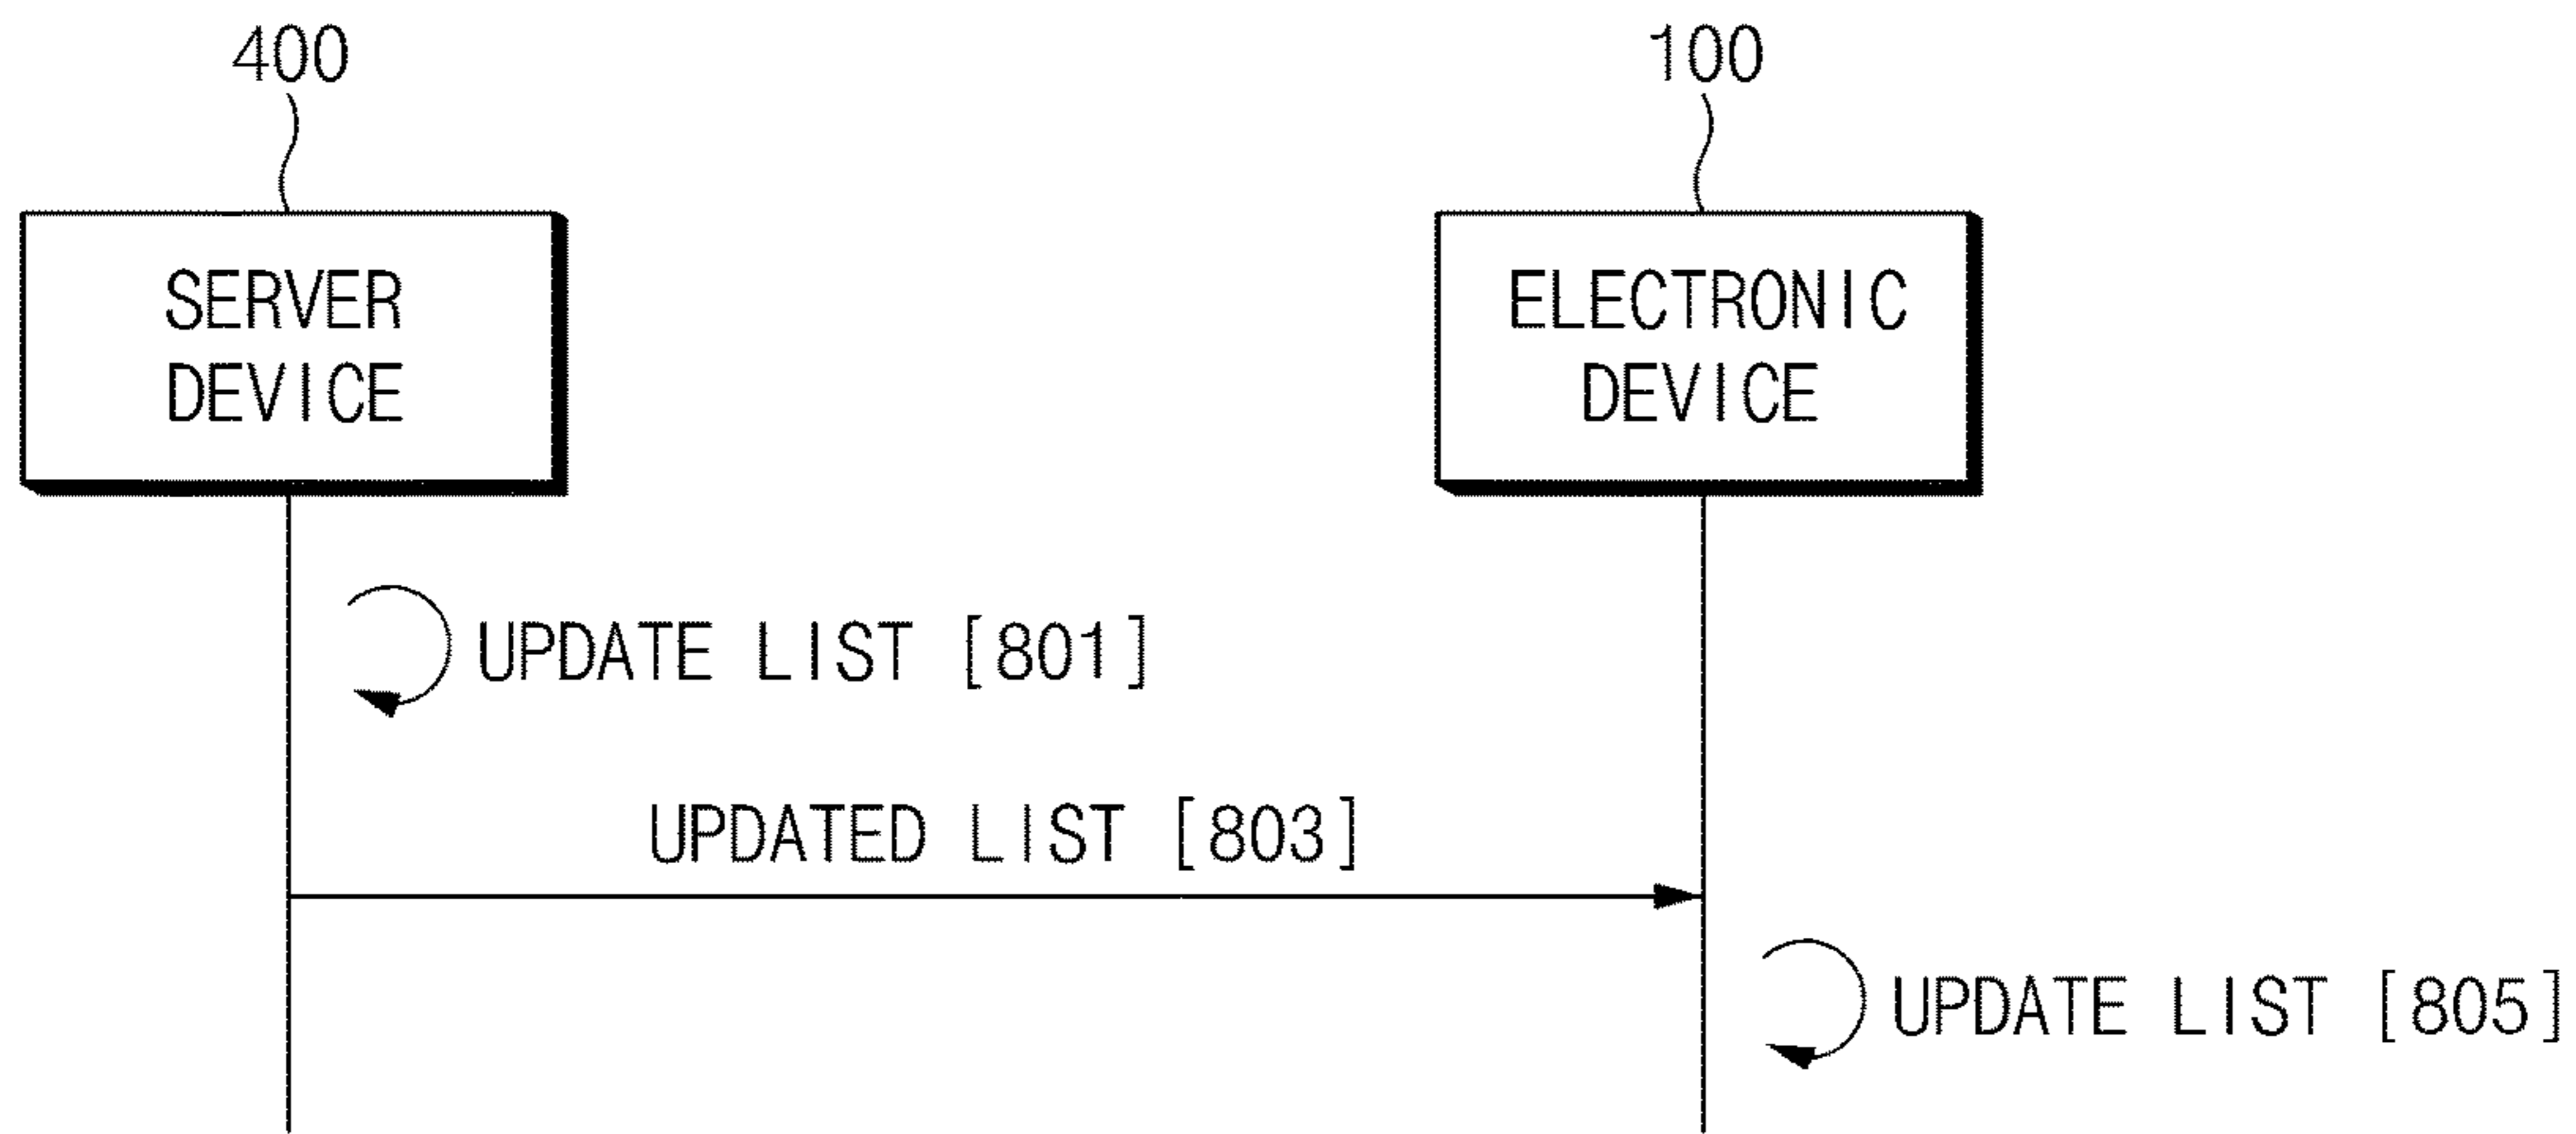 400
100
SERVER
DEVICE
ELECTRONIC
DEVICE
UPDATE LIST [801]
UPDATED LIST [803]
UPDATE LIST [805]